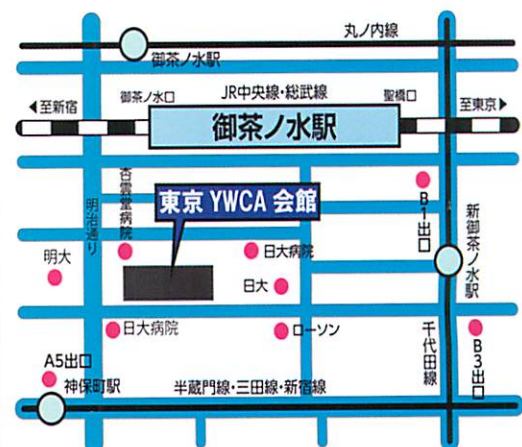 丸ノ内線
御茶ノ水駅
JR中央線・総武線
御茶ノ水口
聖橋口
◀至新宿
至東京▷
御茶ノ水駅
杏雲堂病院
東京 YWCA 会館
B1出口
明治通り
新御茶ノ水駅
明大
日大病院
日大
日大病院
ローソン
千代田線
B3出口
A5出口
神保町駅
半蔵門線・三田線・新宿線